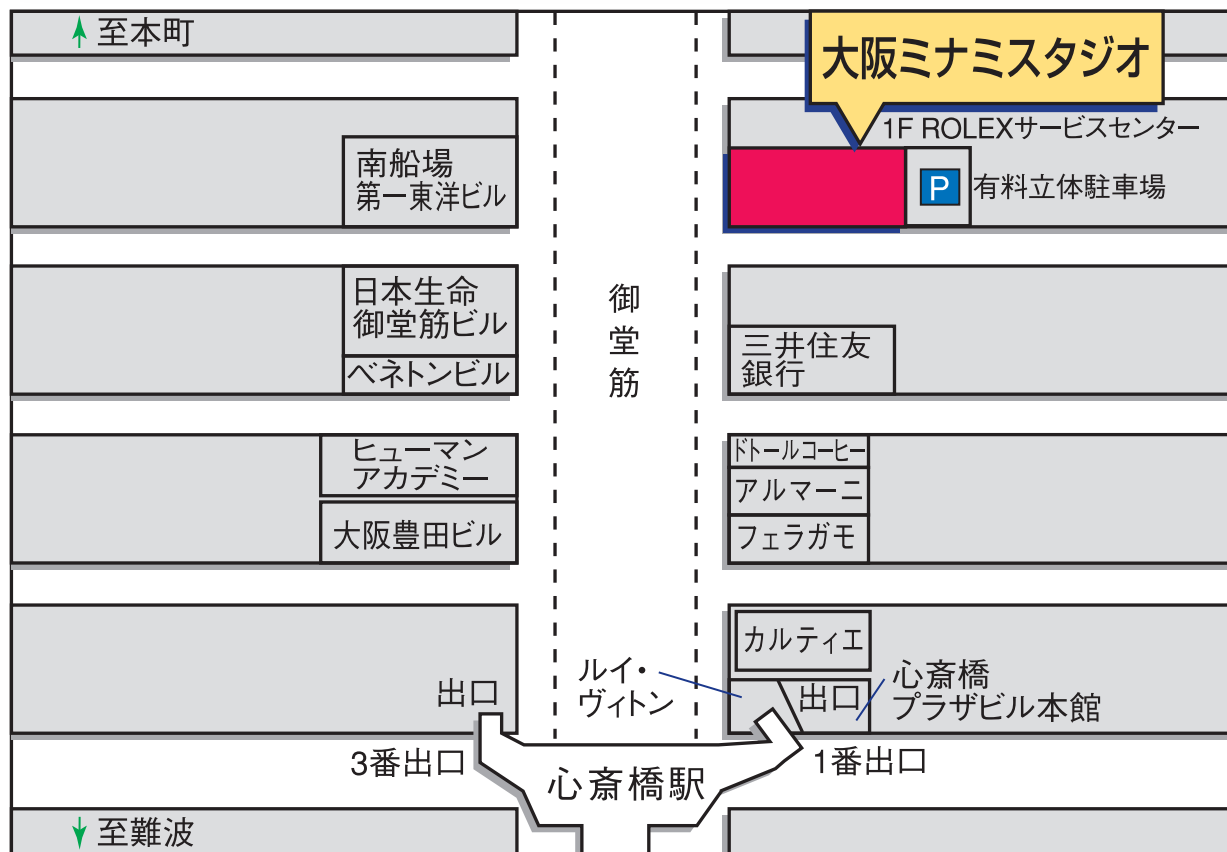 至本町
大阪ミナミスタジオ
1F ROLEXサービスセンター
P
有料立体駐車場
南船場
第一東洋ビル
日本生命
御堂筋ビル
ベネトンビル
御堂筋
三井住友
銀行
ヒューマン
アカデミー
大阪豊田ビル
ドトールコーヒー
アルマーニ
フェラガモ
カルティエ
ルイ・
ヴィトン
出口
心斎橋
プラザビル本館
出口
3番出口
心斎橋駅
1番出口
至難波